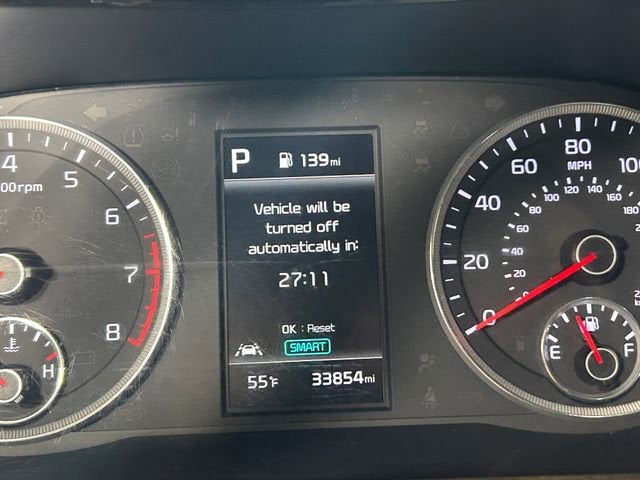 4
5
00rpm
6
7
8
H
P 139mi
Vehicle will be
turned off
automatically in:
27:11
OK : Reset
SMART
55°F 33854mi
0
20
40
60
80
100
MPH
20
40
60
80
100
120
140
160
180
E
F